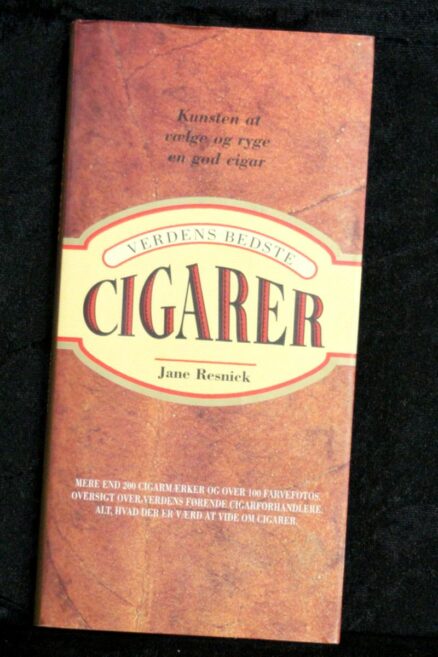 Kunsten at
vælge og ryge
en god cigar
VERDENS BEDSTE
CIGARER
Jane Resnick
MERE END 200 CIGARMÆRKER OG OVER 100 FARVEFOTOS.
OVERSIGT OVER VERDENS FØRENDE CIGARFORHANDLERE.
ALT, HVAD DER ER VÆRD AT VIDE OM CIGARER.